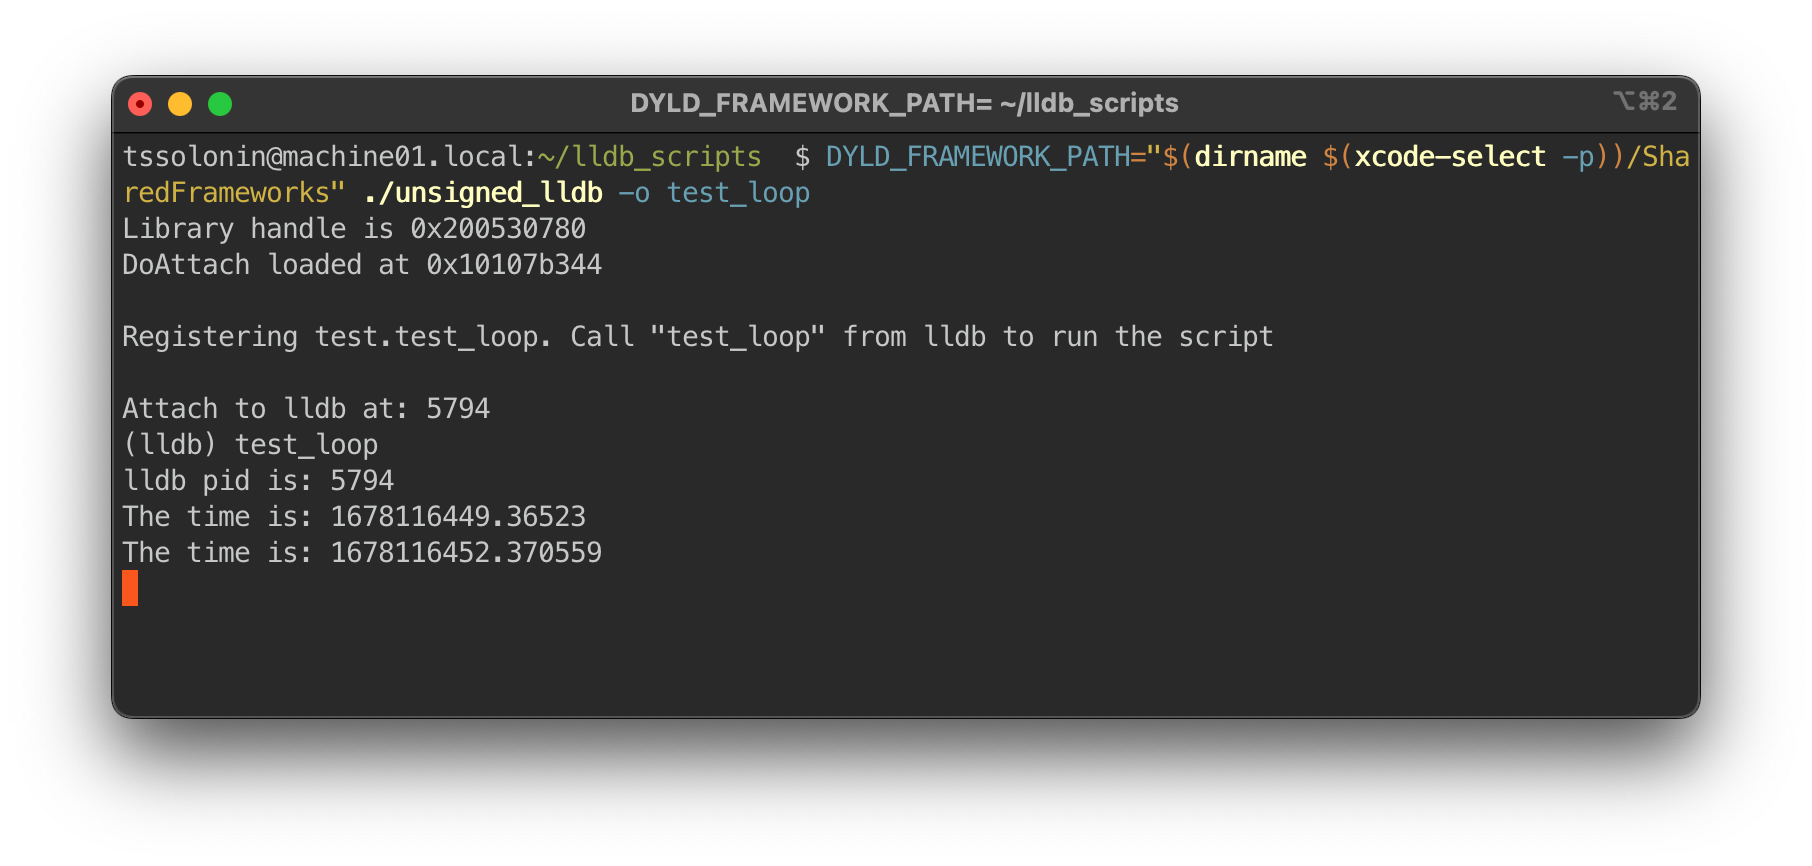 DYLD_FRAMEWORK_PATH= ~/lldb_scripts
⌥⌘2
tssolonin@machine01.local:~/lldb_scripts  $ DYLD_FRAMEWORK_PATH="$(dirname $(xcode-select -p))/Sha
redFrameworks" ./unsigned_lldb -o test_loop
Library handle is 0x200530780
DoAttach loaded at 0x10107b344
Registering test.test_loop. Call "test_loop" from lldb to run the script
Attach to lldb at: 5794
(lldb) test_loop
lldb pid is: 5794
The time is: 1678116449.36523
The time is: 1678116452.370559